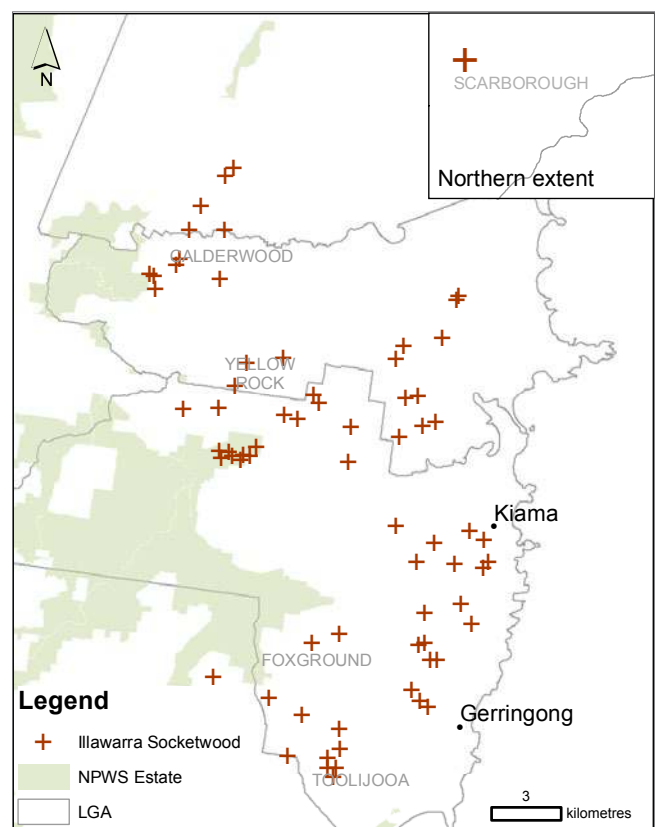 N
SCARBOROUGH
Northern extent
CALDERWOOD
YELLOW
ROCK
Kiama
FOXGROUND
Gerringong
TOOLIJOOA
Legend
Illawarra Socketwood
NPWS Estate
LGA
3
kilometres